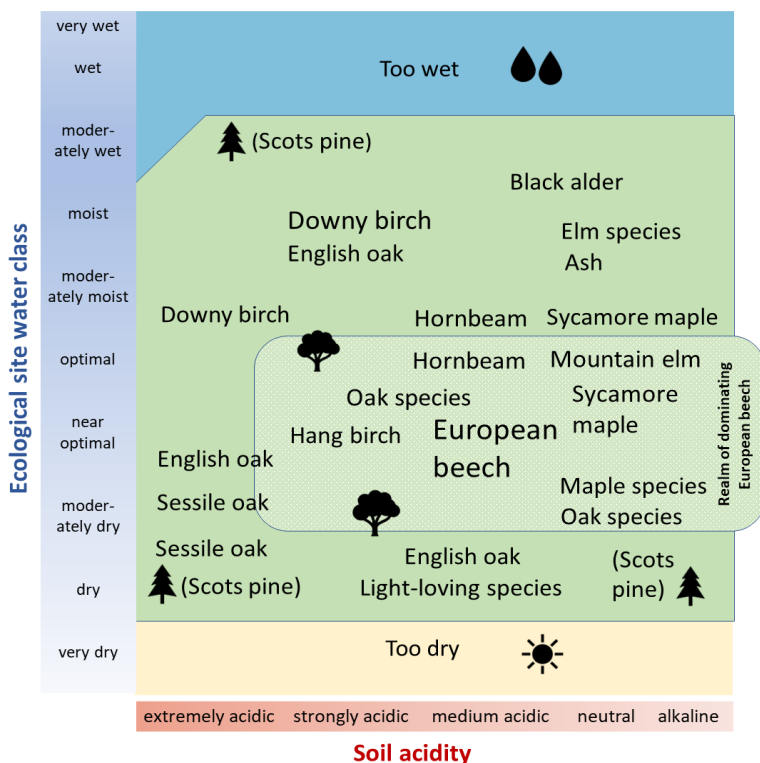 very wet
wet
Too wet
moder-
ately wet
(Scots pine)
Black alder
moist
Downy birch
Elm species
English oak
Ash
moder-
ately moist
Downy birch
Hornbeam
Sycamore maple
optimal
Hornbeam
Mountain elm
Oak species
Sycamore
maple
near
optimal
Hang birch
European
beech
English oak
Sessile oak
Maple species
Oak species
Realm of dominating
European beech
moder-
ately dry
Sessile oak
English oak
(Scots
pine)
dry
(Scots pine)
Light-loving species
very dry
Too dry
Ecological site water class
extremely acidic
strongly acidic
medium acidic
neutral
alkaline
Soil acidity